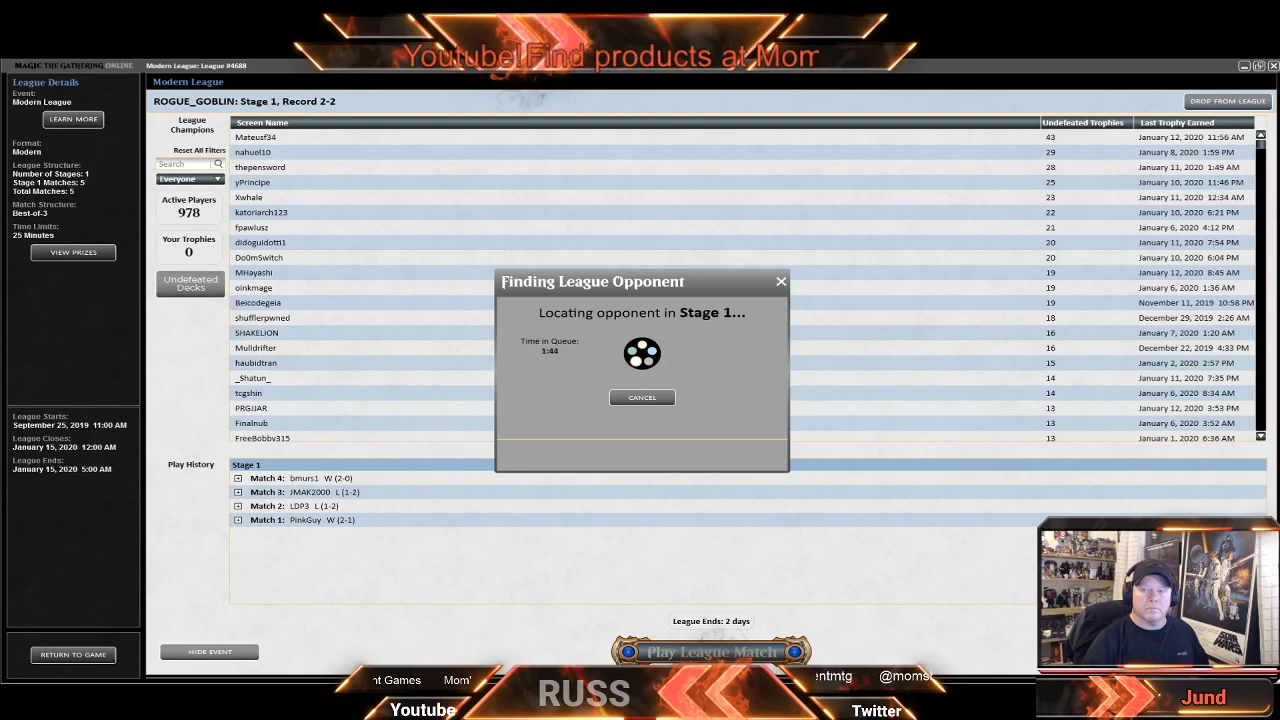 Youtube! Find products at Mom
MAGIC: THE GATHERING ONLINE
Modern League: League #4688
League Details
Event:
Modern League
LEARN MORE
Format:
Modern
League Structure:
Number of Stages: 1
Stage 1 Matches: 5
Total Matches: 5
Match Structure:
Best-of-3
Time Limits:
25 Minutes
VIEW PRIZES
League Starts:
September 25, 2019 11:00 AM
League Closes:
January 15, 2020 12:00 AM
League Ends:
January 15, 2020 5:00 AM
RETURN TO GAME
Modern League
ROGUE_GOBLIN: Stage 1, Record 2-2
DROP FROM LEAGUE
League
Champions
Reset All Filters
Search
Everyone
Active Players
978
Your Trophies
0
Undefeated
Decks
Screen Name Undefeated Trophies Last Trophy Earned
Mateusf34 43 January 12, 2020 11:56 AM
nahuel10 29 January 8, 2020 1:59 PM
thepensword 28 January 11, 2020 1:49 AM
yPrincipe 25 January 10, 2020 11:46 PM
Xwhale 23 January 11, 2020 12:34 AM
katoriarch123 22 January 10, 2020 6:21 PM
fpawlusz 21 January 6, 2020 4:12 PM
didoguidotti1 20 January 11, 2020 7:54 PM
Do0mSwitch 20 January 10, 2020 6:04 PM
MHayashi 19 January 12, 2020 8:45 AM
oinkmage 19 January 6, 2020 1:36 AM
Beicodegeia 19 November 11, 2019 10:58 PM
shufflerpwned 18 December 29, 2019 2:26 AM
SHAKELION 16 January 7, 2020 1:20 AM
Mulldrifter 16 December 22, 2019 4:33 PM
haubidtran 15 January 2, 2020 2:57 PM
_Shatun_ 14 January 11, 2020 7:35 PM
tcgshin 14 January 6, 2020 8:34 AM
PRGJJAR 13 January 12, 2020 3:53 PM
Finalnub 13 January 6, 2020 3:52 AM
FreeBobby315 13 January 1, 2020 6:36 AM
Finding League Opponent
Locating opponent in Stage 1...
Time in Queue:
1:44
CANCEL
Play History
Stage 1
Match 4: bmurs1 W (2-0)
Match 3: JMAK2000 L (1-2)
Match 2: LDP3 L (1-2)
Match 1: PinkGuy W (2-1)
League Ends: 2 days
HIDE EVENT
Play League Match
nt Games Mom'
Youtube
RUSS
entmtg @moms
Twitter
STAR WARS
Jund